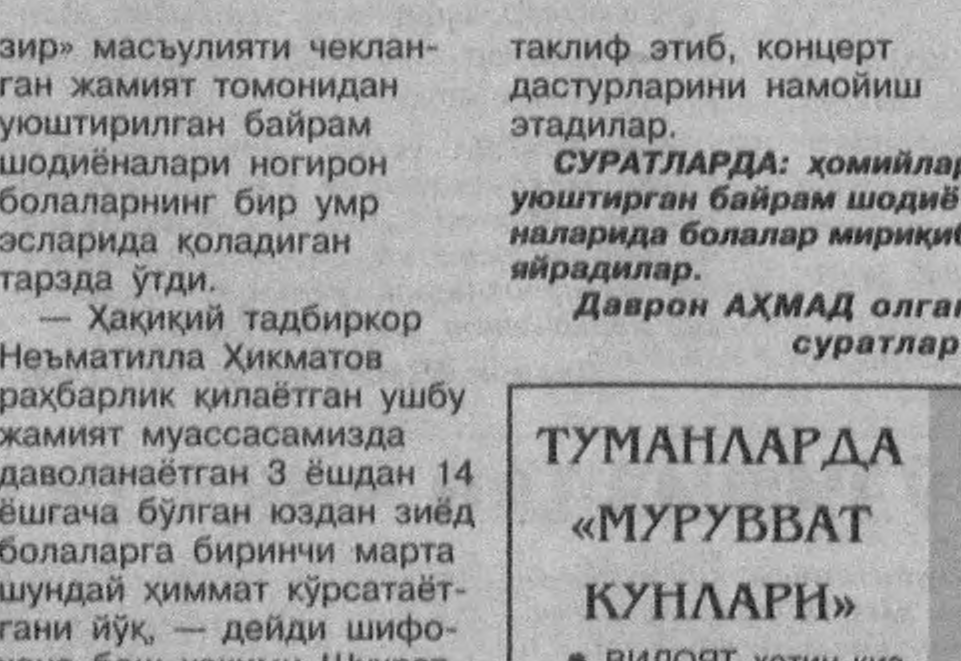 зир» масъулияти чеклан-
ган жамият томонидан
уюштирилган байрам
шодиёналари ногирон
болаларнинг бир умр
эсларида қоладиган
тарзда ўтди.
— Ҳақиқий тадбиркор
Неъматилла Ҳикматов
раҳбарлик қилаётган ушбу
жамият муассасамизда
даволанаётган 3 ёшдан 14
ёшгача бўлган юздан зиёд
болаларга биринчи марта
шундай ҳиммат кўрсатаёт-
гани йўқ, — дейди шифо-
таклиф этиб, концерт
дастурларини намойиш
этадилар.
СУРАТЛАРДА: ҳомийлар
уюштирган байрам шодиё
наларида болалар мириқиб
яйрадилар.
Даврон АҲМАД олган
суратлар
ТУМАНЛАРДА
«МУРУВВАТ
КУНЛАРИ»
• ВИЛОЯТ